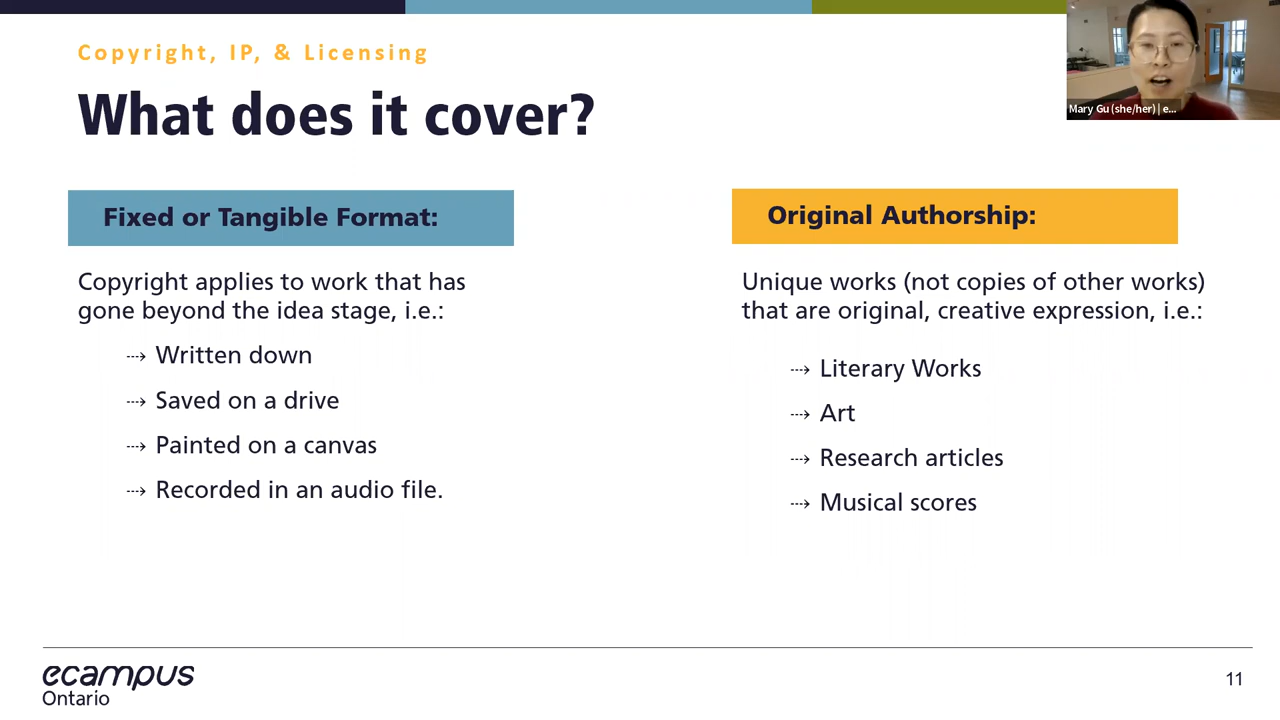 Copyright, IP, & Licensing
What does it cover?
Mary Gu (she/her) | e...
Fixed or Tangible Format:
Copyright applies to work that has
gone beyond the idea stage, i.e.:
⇢ Written down
⇢ Saved on a drive
⇢ Painted on a canvas
⇢ Recorded in an audio file.
Original Authorship:
Unique works (not copies of other works)
that are original, creative expression, i.e.:
⇢ Literary Works
⇢ Art
⇢ Research articles
⇢ Musical scores
ecampus
Ontario
11